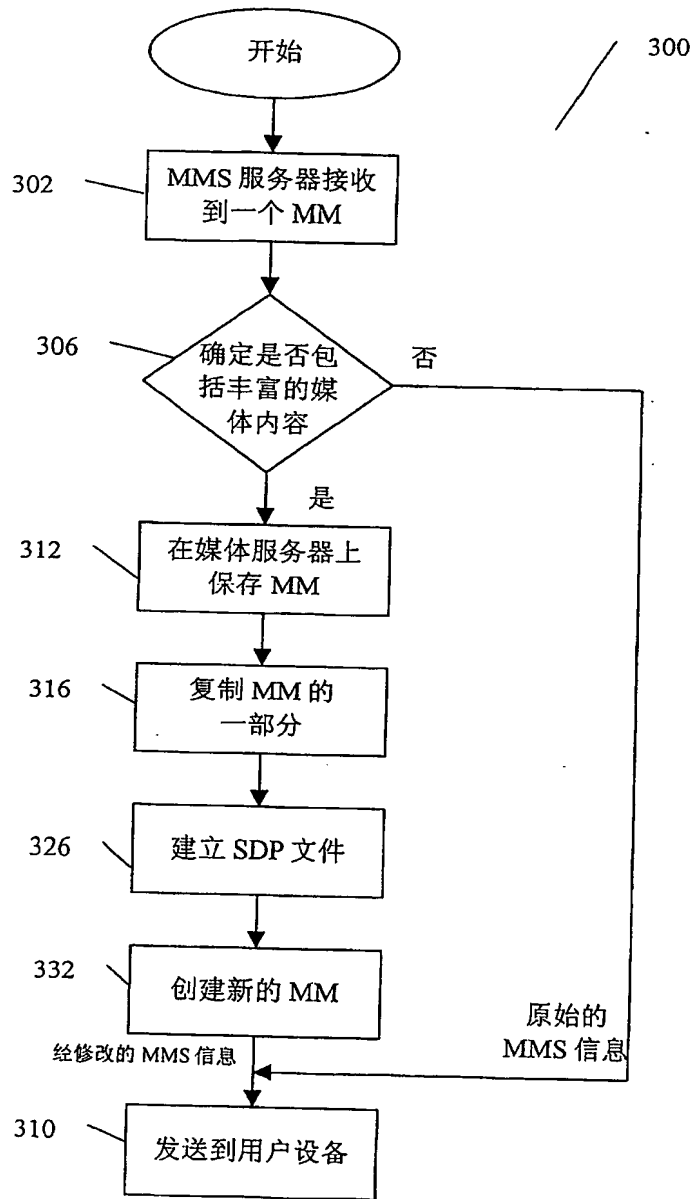 开始
300
302
MMS 服务器接收
到一个 MM
306
确定是否包
括丰富的媒
体内容
否
是
312
在媒体服务器上
保存 MM
316
复制 MM 的
一部分
326
建立 SDP 文件
332
创建新的 MM
经修改的 MMS 信息
原始的
MMS 信息
310
发送到用户设备